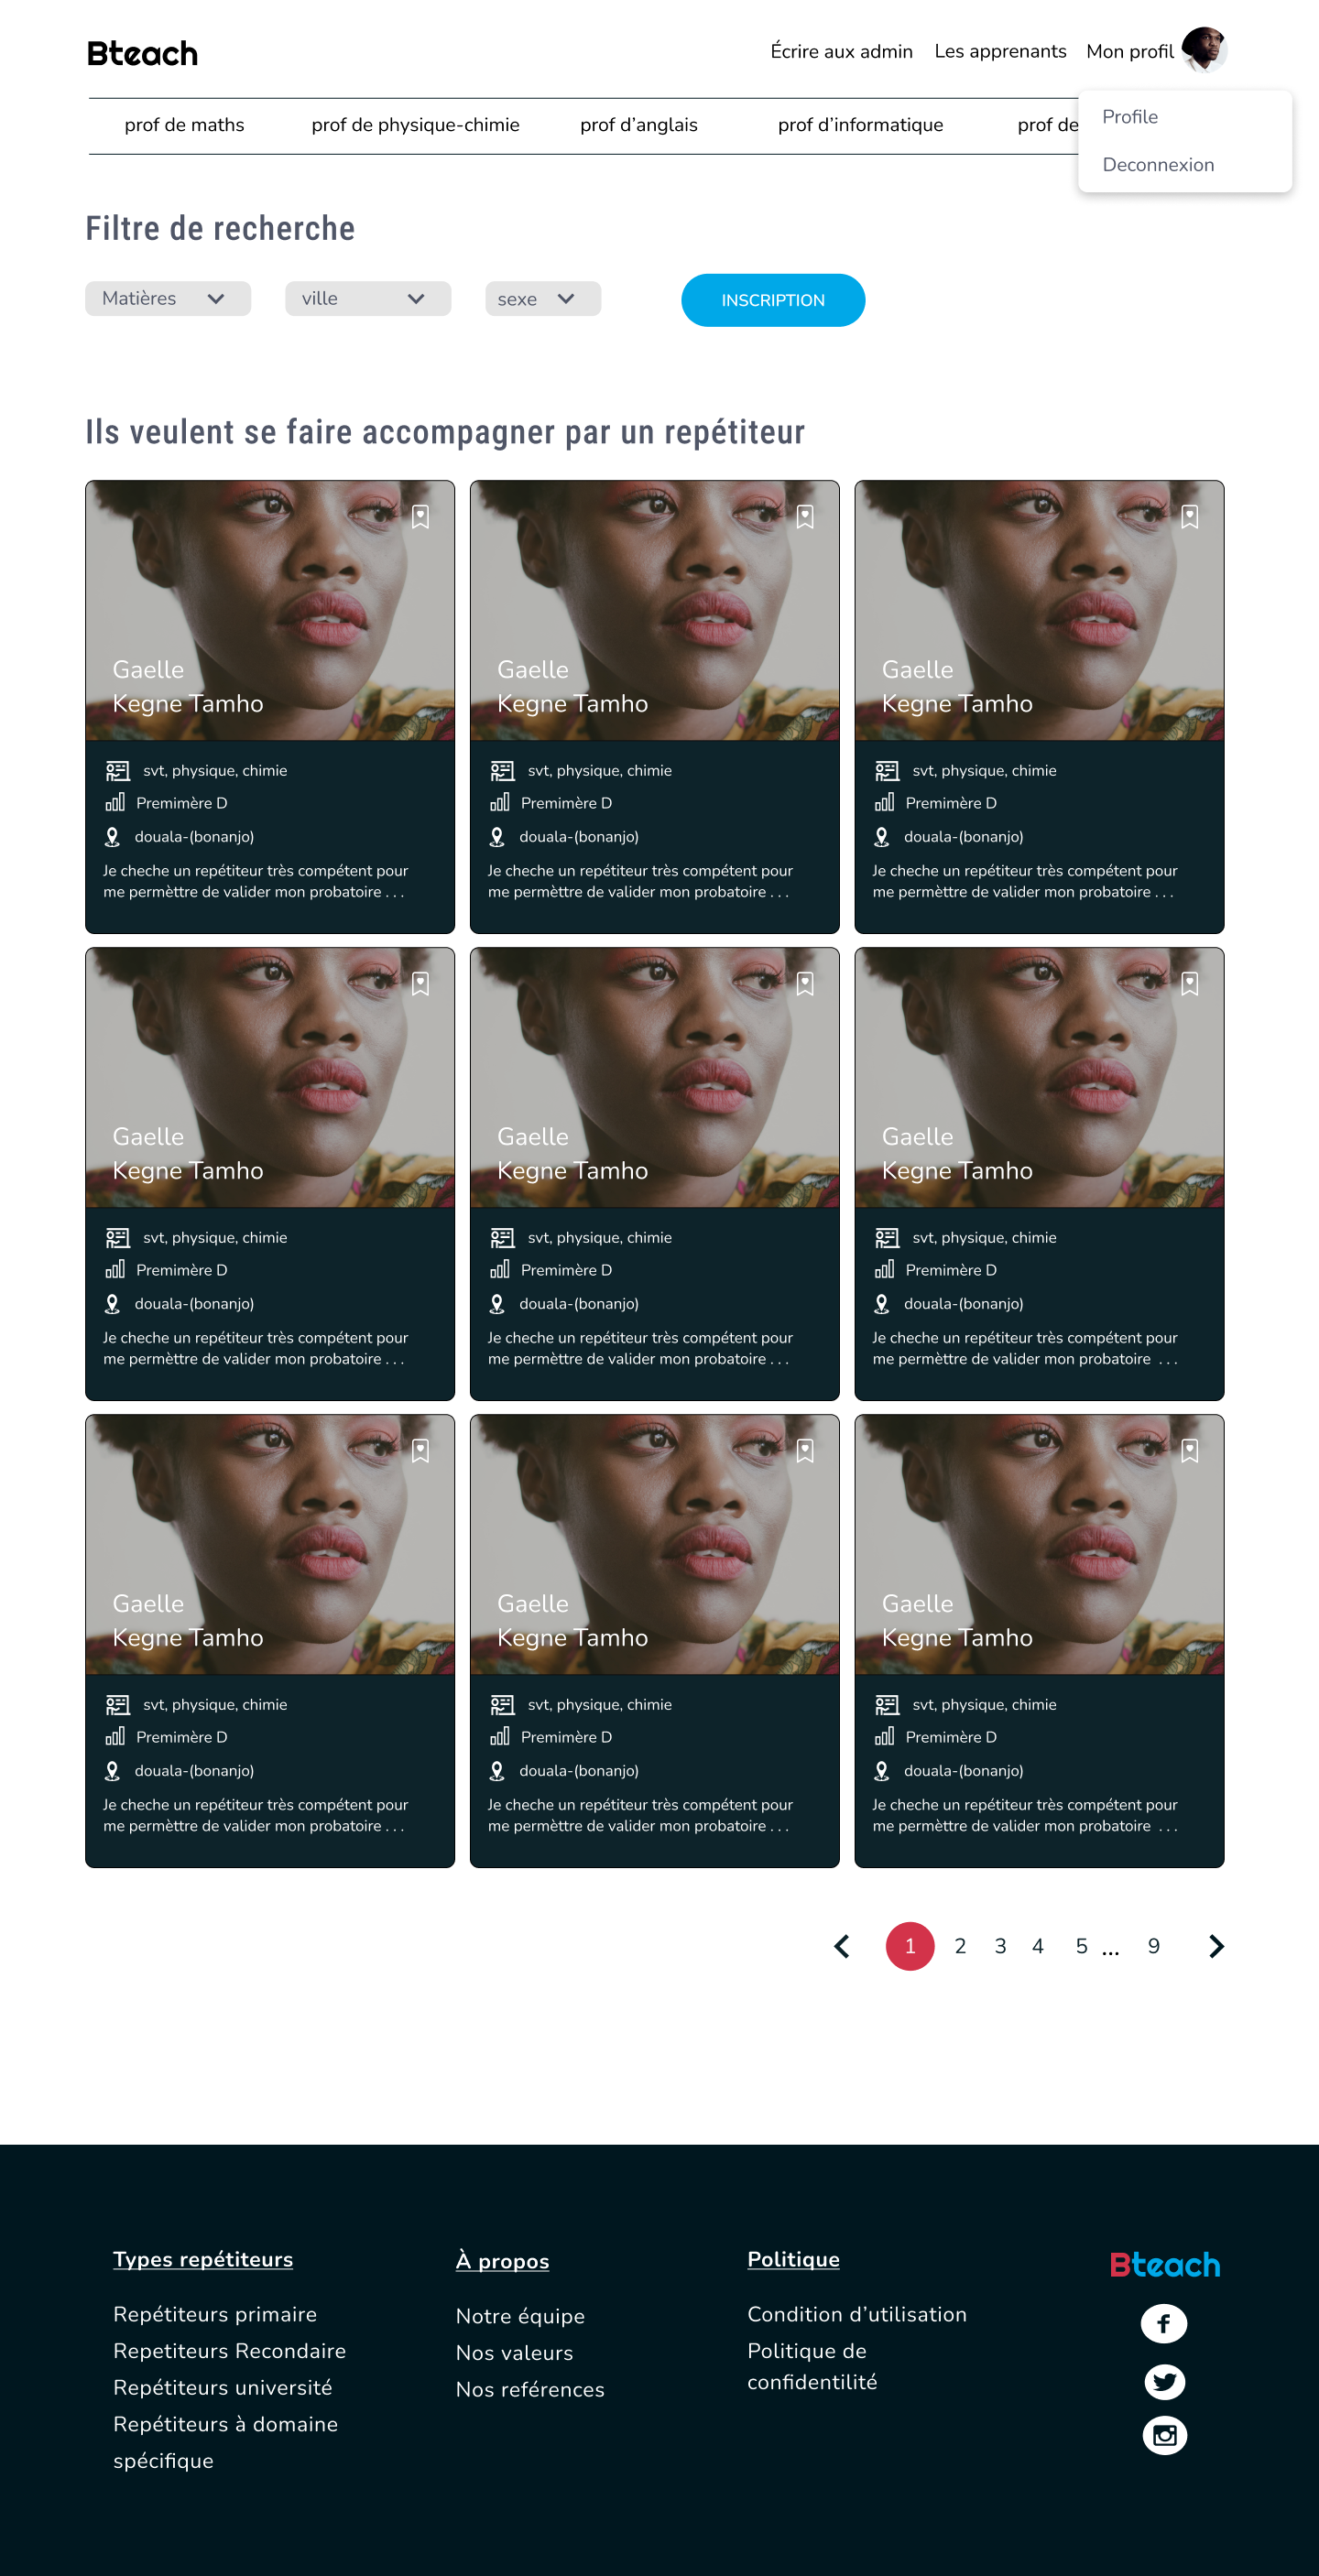 Bteach
Écrire aux admin Les apprenants Mon profil
Profile
Deconnexion
prof de maths prof de physique-chimie prof d’anglais prof d’informatique prof de
Filtre de recherche
Matières ville sexe INSCRIPTION
Ils veulent se faire accompagner par un repétiteur
Gaelle
Kegne Tamho
svt, physique, chimie
Premimère D
douala-(bonanjo)
Je cheche un repétiteur très compétent pour
me permèttre de valider mon probatoire . . .
Gaelle
Kegne Tamho
svt, physique, chimie
Premimère D
douala-(bonanjo)
Je cheche un repétiteur très compétent pour
me permèttre de valider mon probatoire . . .
Gaelle
Kegne Tamho
svt, physique, chimie
Premimère D
douala-(bonanjo)
Je cheche un repétiteur très compétent pour
me permèttre de valider mon probatoire . . .
Gaelle
Kegne Tamho
svt, physique, chimie
Premimère D
douala-(bonanjo)
Je cheche un repétiteur très compétent pour
me permèttre de valider mon probatoire . . .
Gaelle
Kegne Tamho
svt, physique, chimie
Premimère D
douala-(bonanjo)
Je cheche un repétiteur très compétent pour
me permèttre de valider mon probatoire . . .
Gaelle
Kegne Tamho
svt, physique, chimie
Premimère D
douala-(bonanjo)
Je cheche un repétiteur très compétent pour
me permèttre de valider mon probatoire . . .
Gaelle
Kegne Tamho
svt, physique, chimie
Premimère D
douala-(bonanjo)
Je cheche un repétiteur très compétent pour
me permèttre de valider mon probatoire . . .
Gaelle
Kegne Tamho
svt, physique, chimie
Premimère D
douala-(bonanjo)
Je cheche un repétiteur très compétent pour
me permèttre de valider mon probatoire . . .
Gaelle
Kegne Tamho
svt, physique, chimie
Premimère D
douala-(bonanjo)
Je cheche un repétiteur très compétent pour
me permèttre de valider mon probatoire . . .
1 2 3 4 5 ... 9
Types repétiteurs
Repétiteurs primaire
Repetiteurs Recondaire
Repétiteurs université
Repétiteurs à domaine
spécifique
À propos
Notre équipe
Nos valeurs
Nos reférences
Politique
Condition d’utilisation
Politique de
confidentilité
Bteach